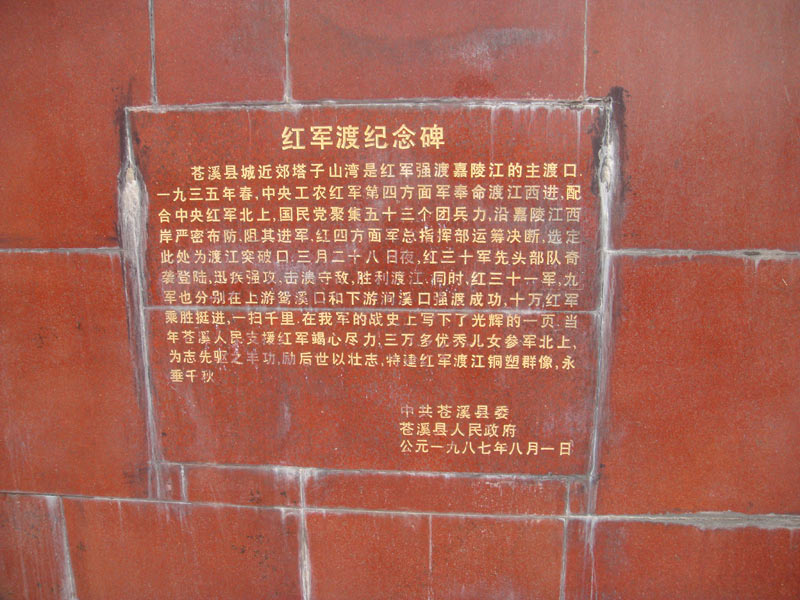 红军渡纪念碑
苍溪县城近郊塔子山湾是红军强渡嘉陵江的主渡口.
一九三五年春,中央工农红军第四方面军奉命渡江西进,配
合中央红军北上,国民党聚集五十三个团兵力,沿嘉陵江西
岸严密布防.阻其进军.红四方面军总指挥部运筹决断,选定
此处为渡江突破口.三月二十八日夜,红三十军先头部队奇
袭登陆,迅疾强攻,击溃守敌,胜利渡江.同时,红三十一军,九
军也分别在上游鸳溪口和下游涧溪口强渡成功,十万红军
乘胜挺进,一扫千里.在我军的战史上写下了光辉的一页.当
年苍溪人民支援红军竭心尽力,三万多优秀儿女参军北上,
为志先驱之丰功,励后世以壮志,特建红军渡江铜塑群像,永
垂千秋
中共苍溪县委
苍溪县人民政府
公元一九八七年八月一日